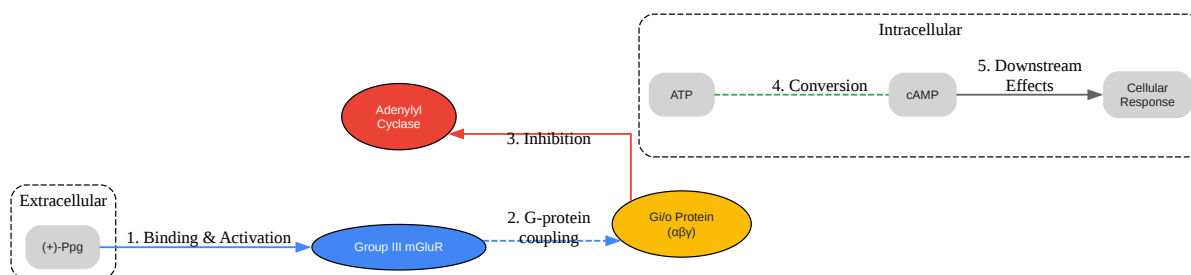 Intracellular
ATP
4. Conversion
cAMP
5. Downstream
Effects
Cellular
Response
Adenylyl
Cyclase
3. Inhibition
Extracellular
(+)-Ppg
1. Binding & Activation
Group III mGluR
2. G-protein
coupling
Gi/o Protein
(αβγ)